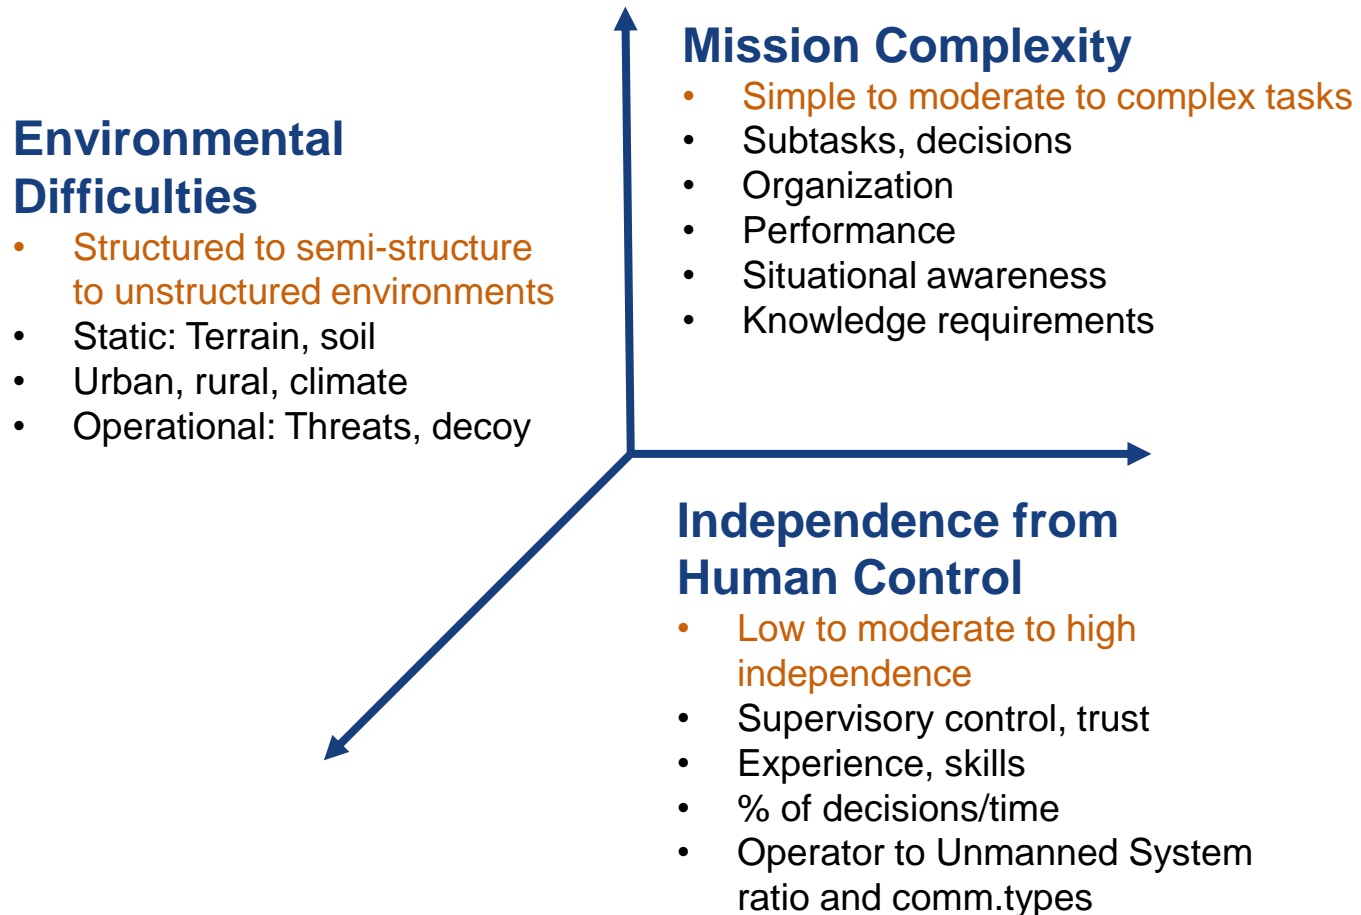 Environmental
Difficulties
• Structured to semi-structure
to unstructured environments
• Static: Terrain, soil
• Urban, rural, climate
• Operational: Threats, decoy
Mission Complexity
• Simple to moderate to complex tasks
• Subtasks, decisions
• Organization
• Performance
• Situational awareness
• Knowledge requirements
Independence from
Human Control
• Low to moderate to high
independence
• Supervisory control, trust
• Experience, skills
• % of decisions/time
• Operator to Unmanned System
ratio and comm.types